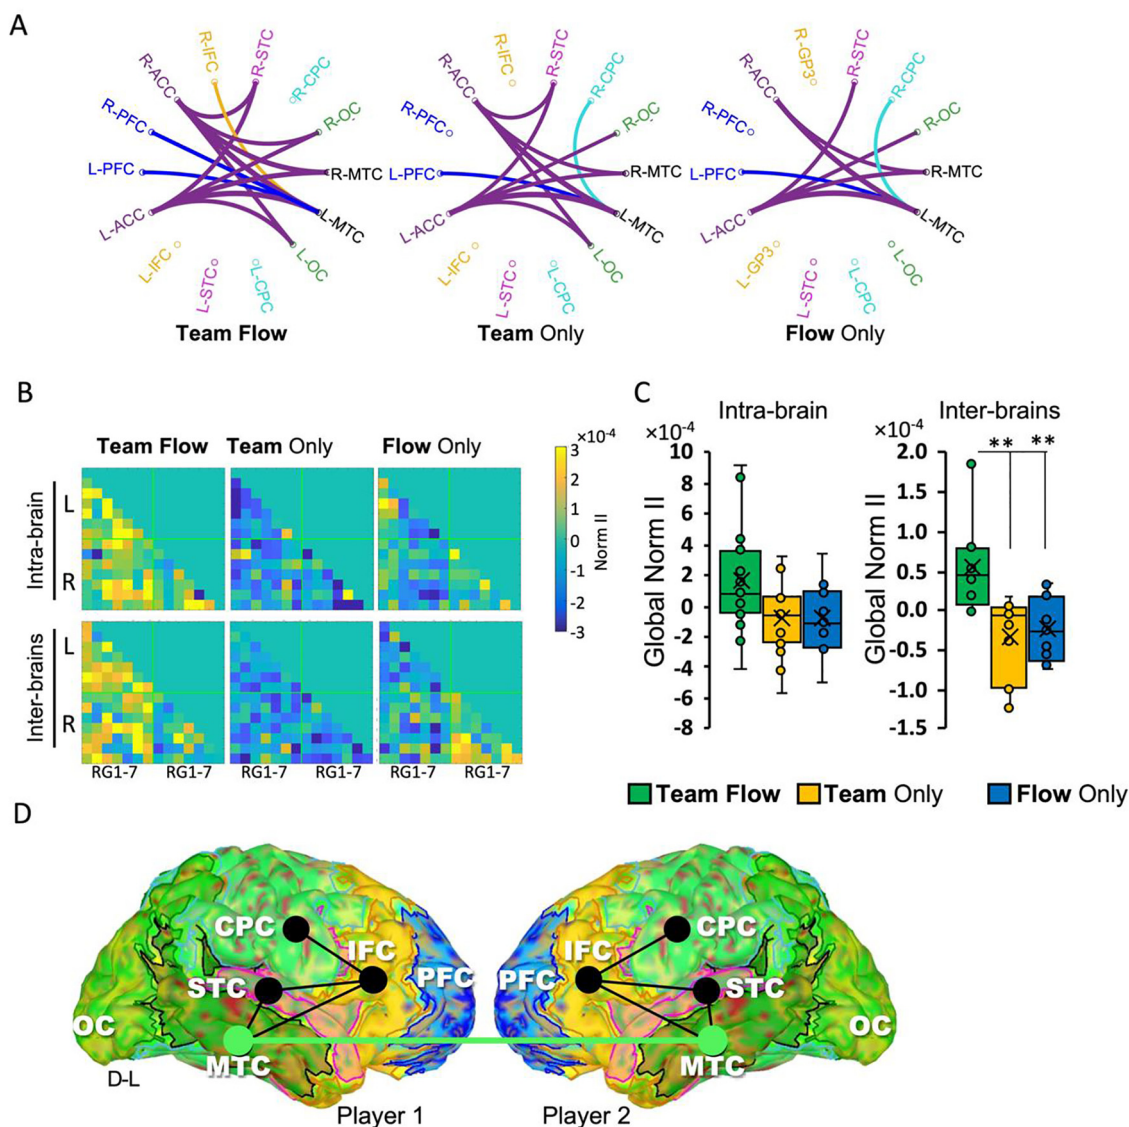 A
R-ACC
R-IFC
R-STC
R-CPC
R-PFC
R-OC
L-PFC
R-MTC
L-ACC
L-MTC
L-IFC
L-STC
L-CPC
L-OC
Team Flow
R-ACC
R-IFC
R-STC
R-CPC
R-PFC
R-OC
L-PFC
R-MTC
L-ACC
L-MTC
L-IFC
L-STC
L-CPC
L-OC
Team Only
R-ACC
R-GP3
R-STC
R-CPC
R-PFC
R-OC
L-PFC
R-MTC
L-ACC
L-MTC
L-GP3
L-STC
L-CPC
L-OC
Flow Only
B
Team Flow Team Only Flow Only
×10⁻⁴
3
2
1
0
-1
-2
-3
Norm II
Intra-brain
L
R
Inter-brains
L
R
RG1-7 RG1-7 RG1-7 RG1-7 RG1-7 RG1-7
C
Intra-brain
×10⁻⁴
Global Norm II
10
8
6
4
2
0
-2
-4
-6
-8
Inter-brains
×10⁻⁴
Global Norm II
2.0
1.5
1.0
0.5
0.0
-0.5
-1.0
-1.5
** **
Team Flow Team Only Flow Only
D
CPC
IFC
PFC
STC
OC
MTC
D-L
Player 1
CPC
IFC
PFC
STC
OC
MTC
Player 2